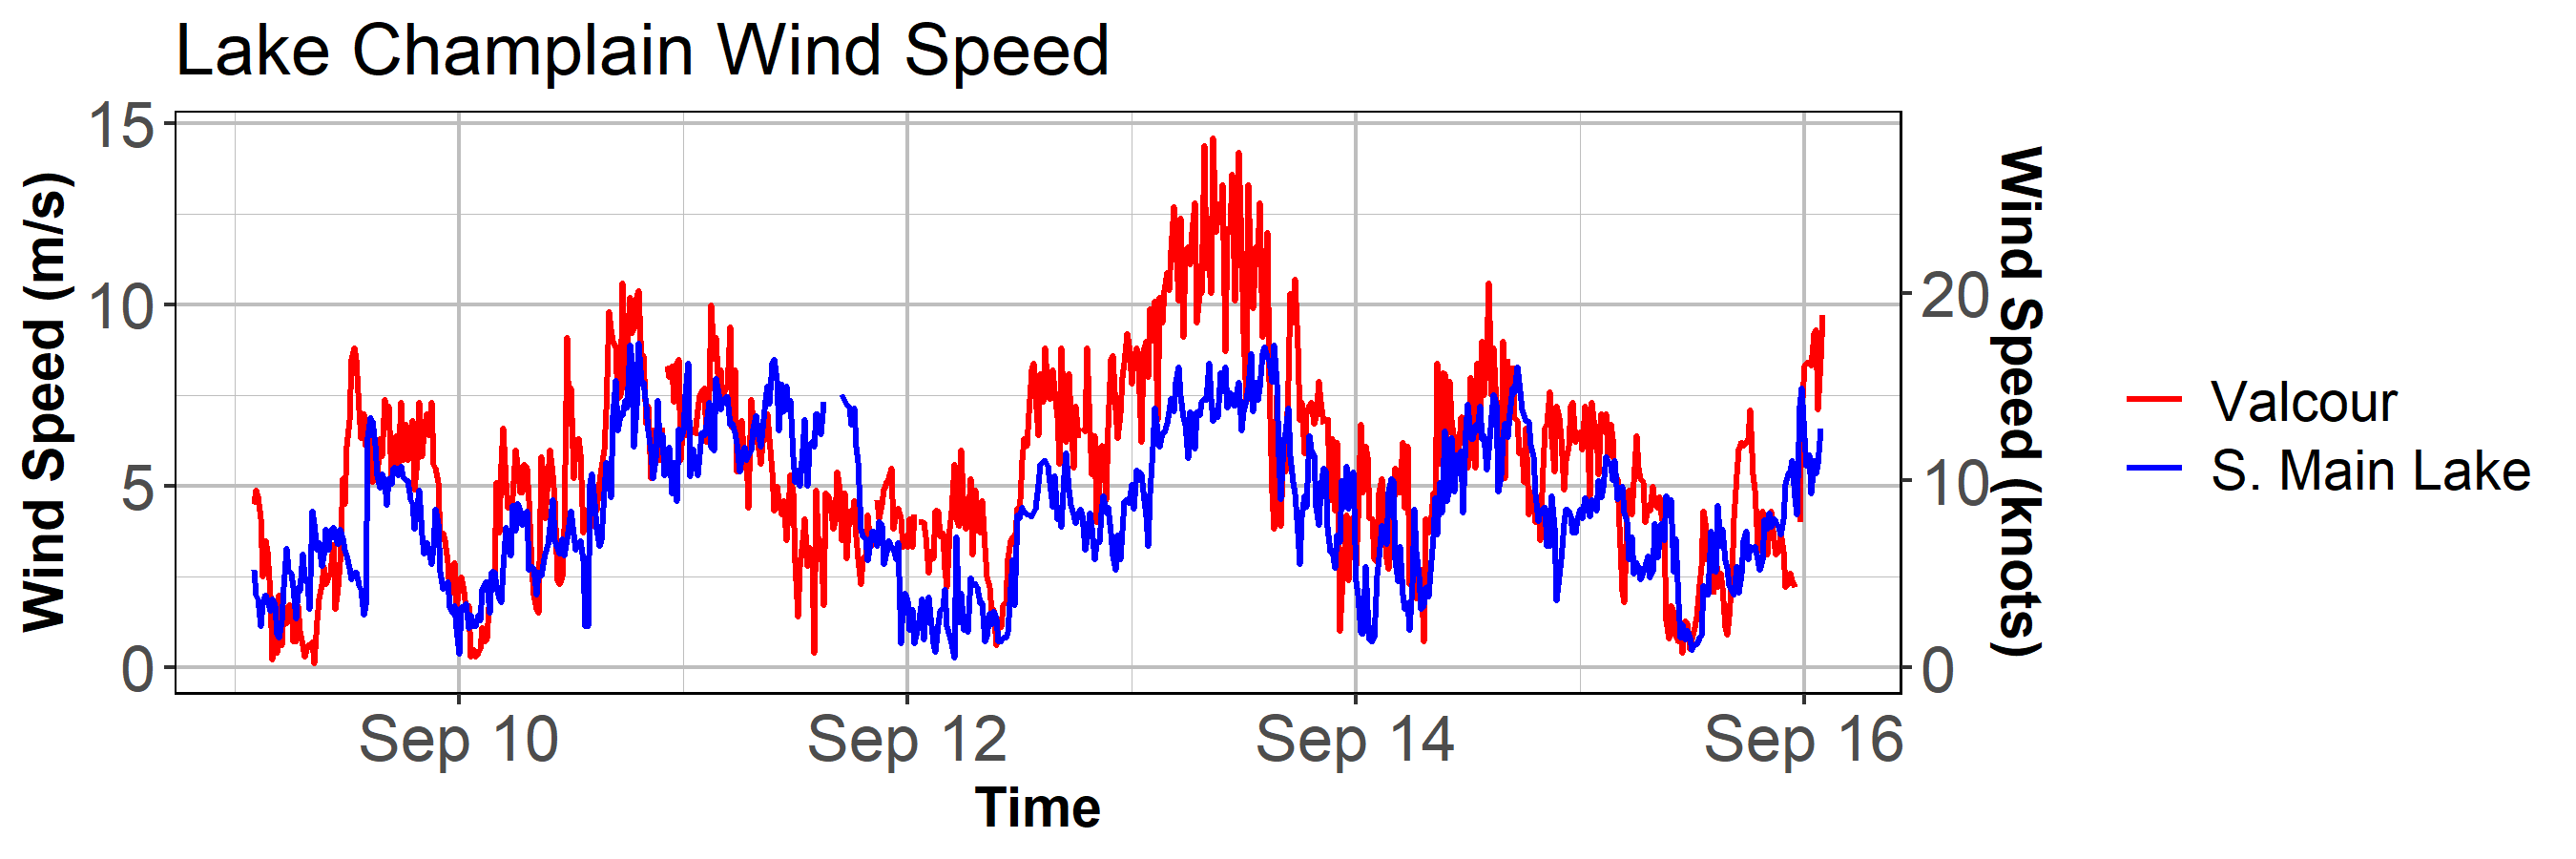 Lake Champlain Wind Speed
Wind Speed (m/s)
15
10
5
0
Wind Speed (knots)
20
10
0
Sep 10
Sep 12
Sep 14
Sep 16
Time
Valcour
S. Main Lake